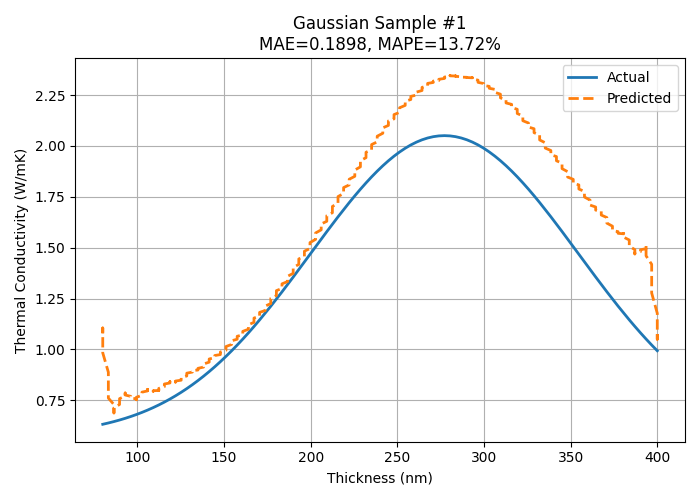 Gaussian Sample #1
MAE=0.1898, MAPE=13.72%
Actual
Predicted
Thermal Conductivity (W/mK)
2.25
2.00
1.75
1.50
1.25
1.00
0.75
100 150 200 250 300 350 400
Thickness (nm)